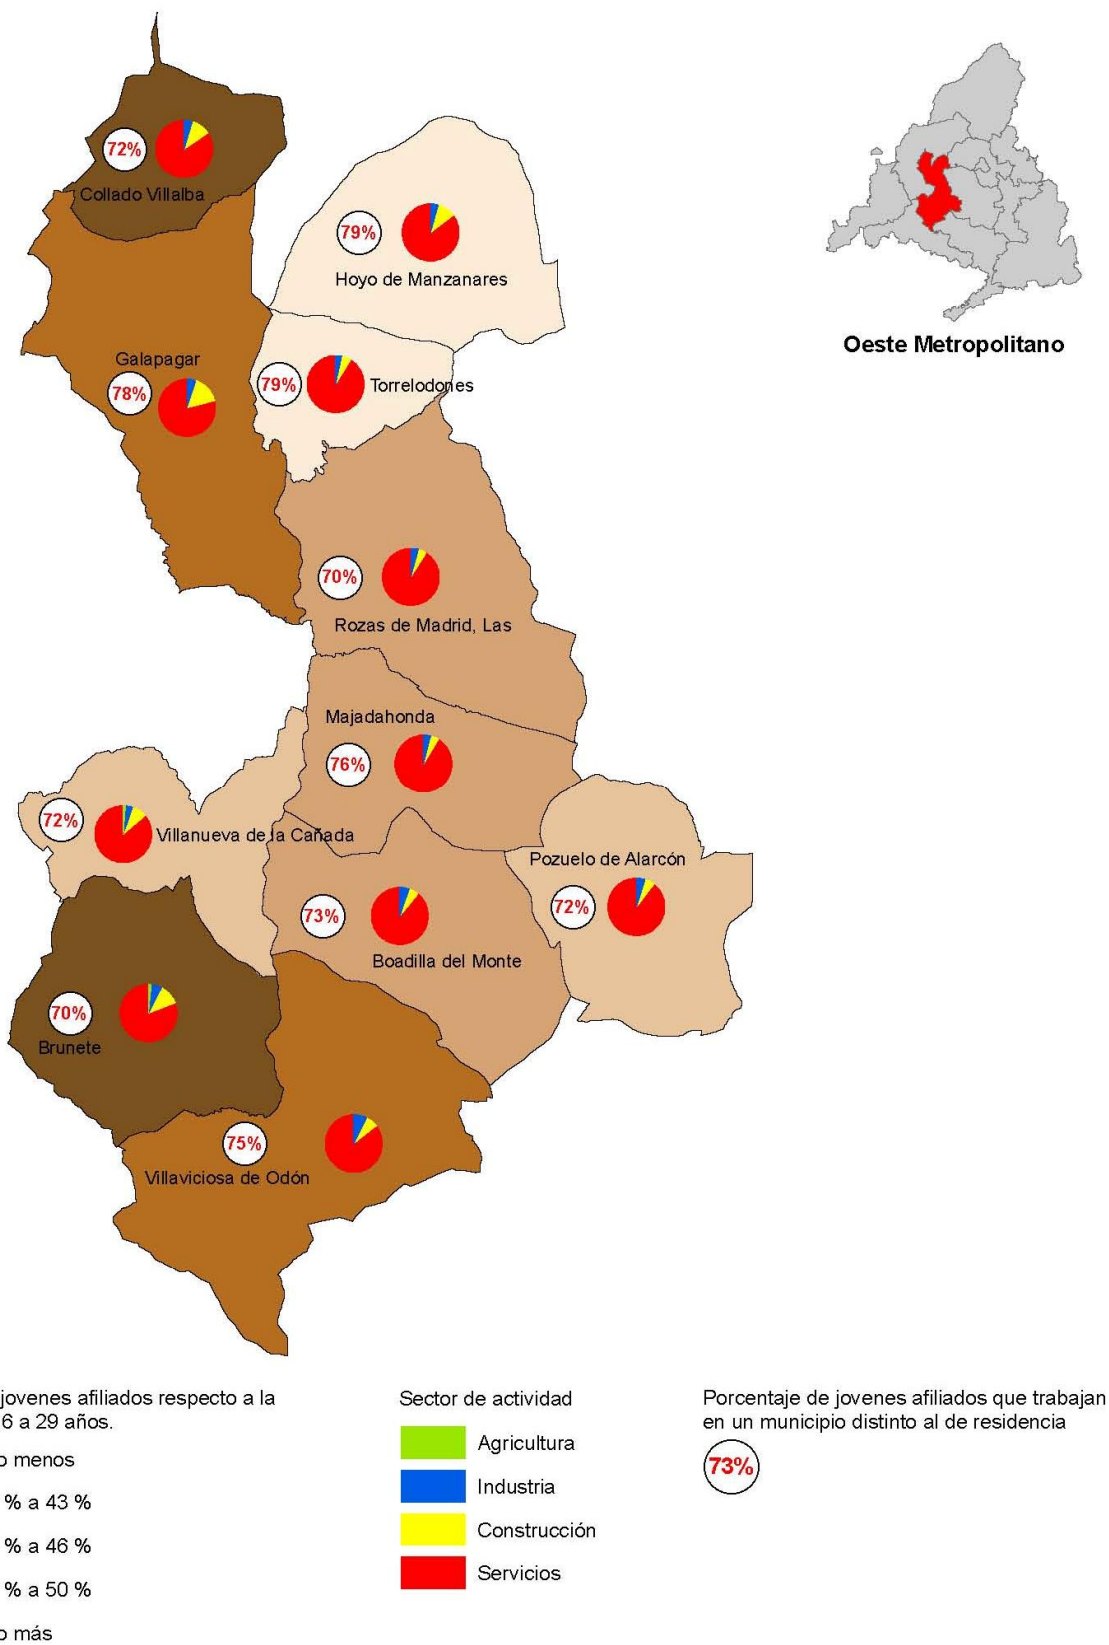 72%
Collado Villalba
79%
Hoyo de Manzanares
Oeste Metropolitano
Galapagar
78%
79%
Torrelodones
70%
Rozas de Madrid, Las
Majadahonda
76%
72%
Villanueva de la Cañada
Pozuelo de Alarcón
72%
73%
Boadilla del Monte
70%
Brunete
75%
Villaviciosa de Odón
jovenes afiliados respecto a la
6 a 29 años.
o menos
% a 43 %
% a 46 %
% a 50 %
o más
Sector de actividad
Agricultura
Industria
Construcción
Servicios
Porcentaje de jovenes afiliados que trabajan
en un municipio distinto al de residencia
73%